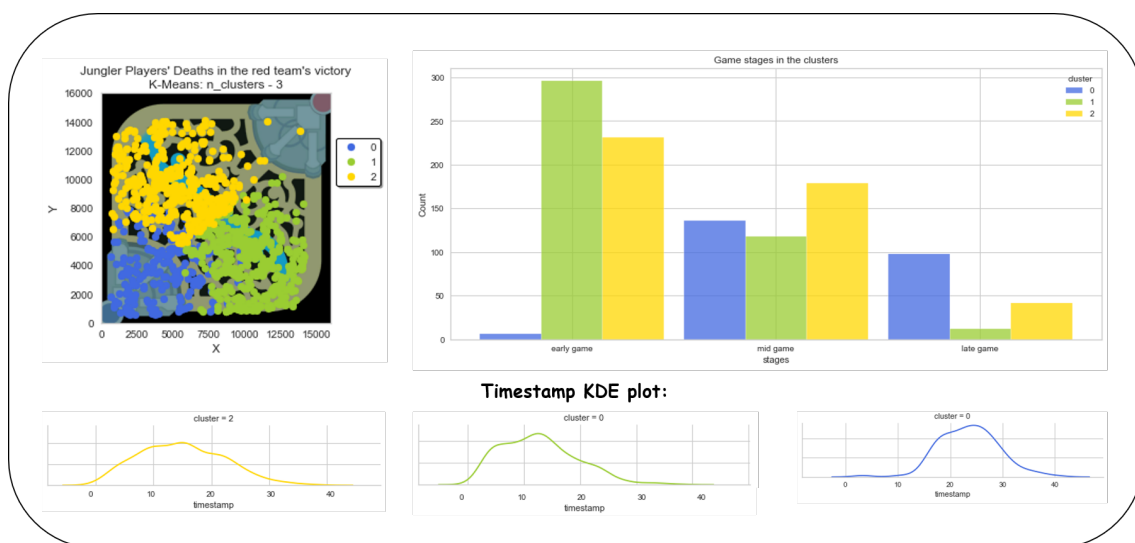 Jungler Players' Deaths in the red team's victory
K-Means: n_clusters - 3
16000
14000
12000
10000
8000
6000
4000
2000
0
Y
0 2500 5000 7500 10000 12500 15000
X
0
1
2
Game stages in the clusters
300
250
200
150
100
50
0
Count
cluster
0
1
2
early game mid game late game
stages
Timestamp KDE plot:
cluster = 2
0 10 20 30 40
timestamp
cluster = 0
0 10 20 30 40
timestamp
cluster = 0
0 10 20 30 40
timestamp